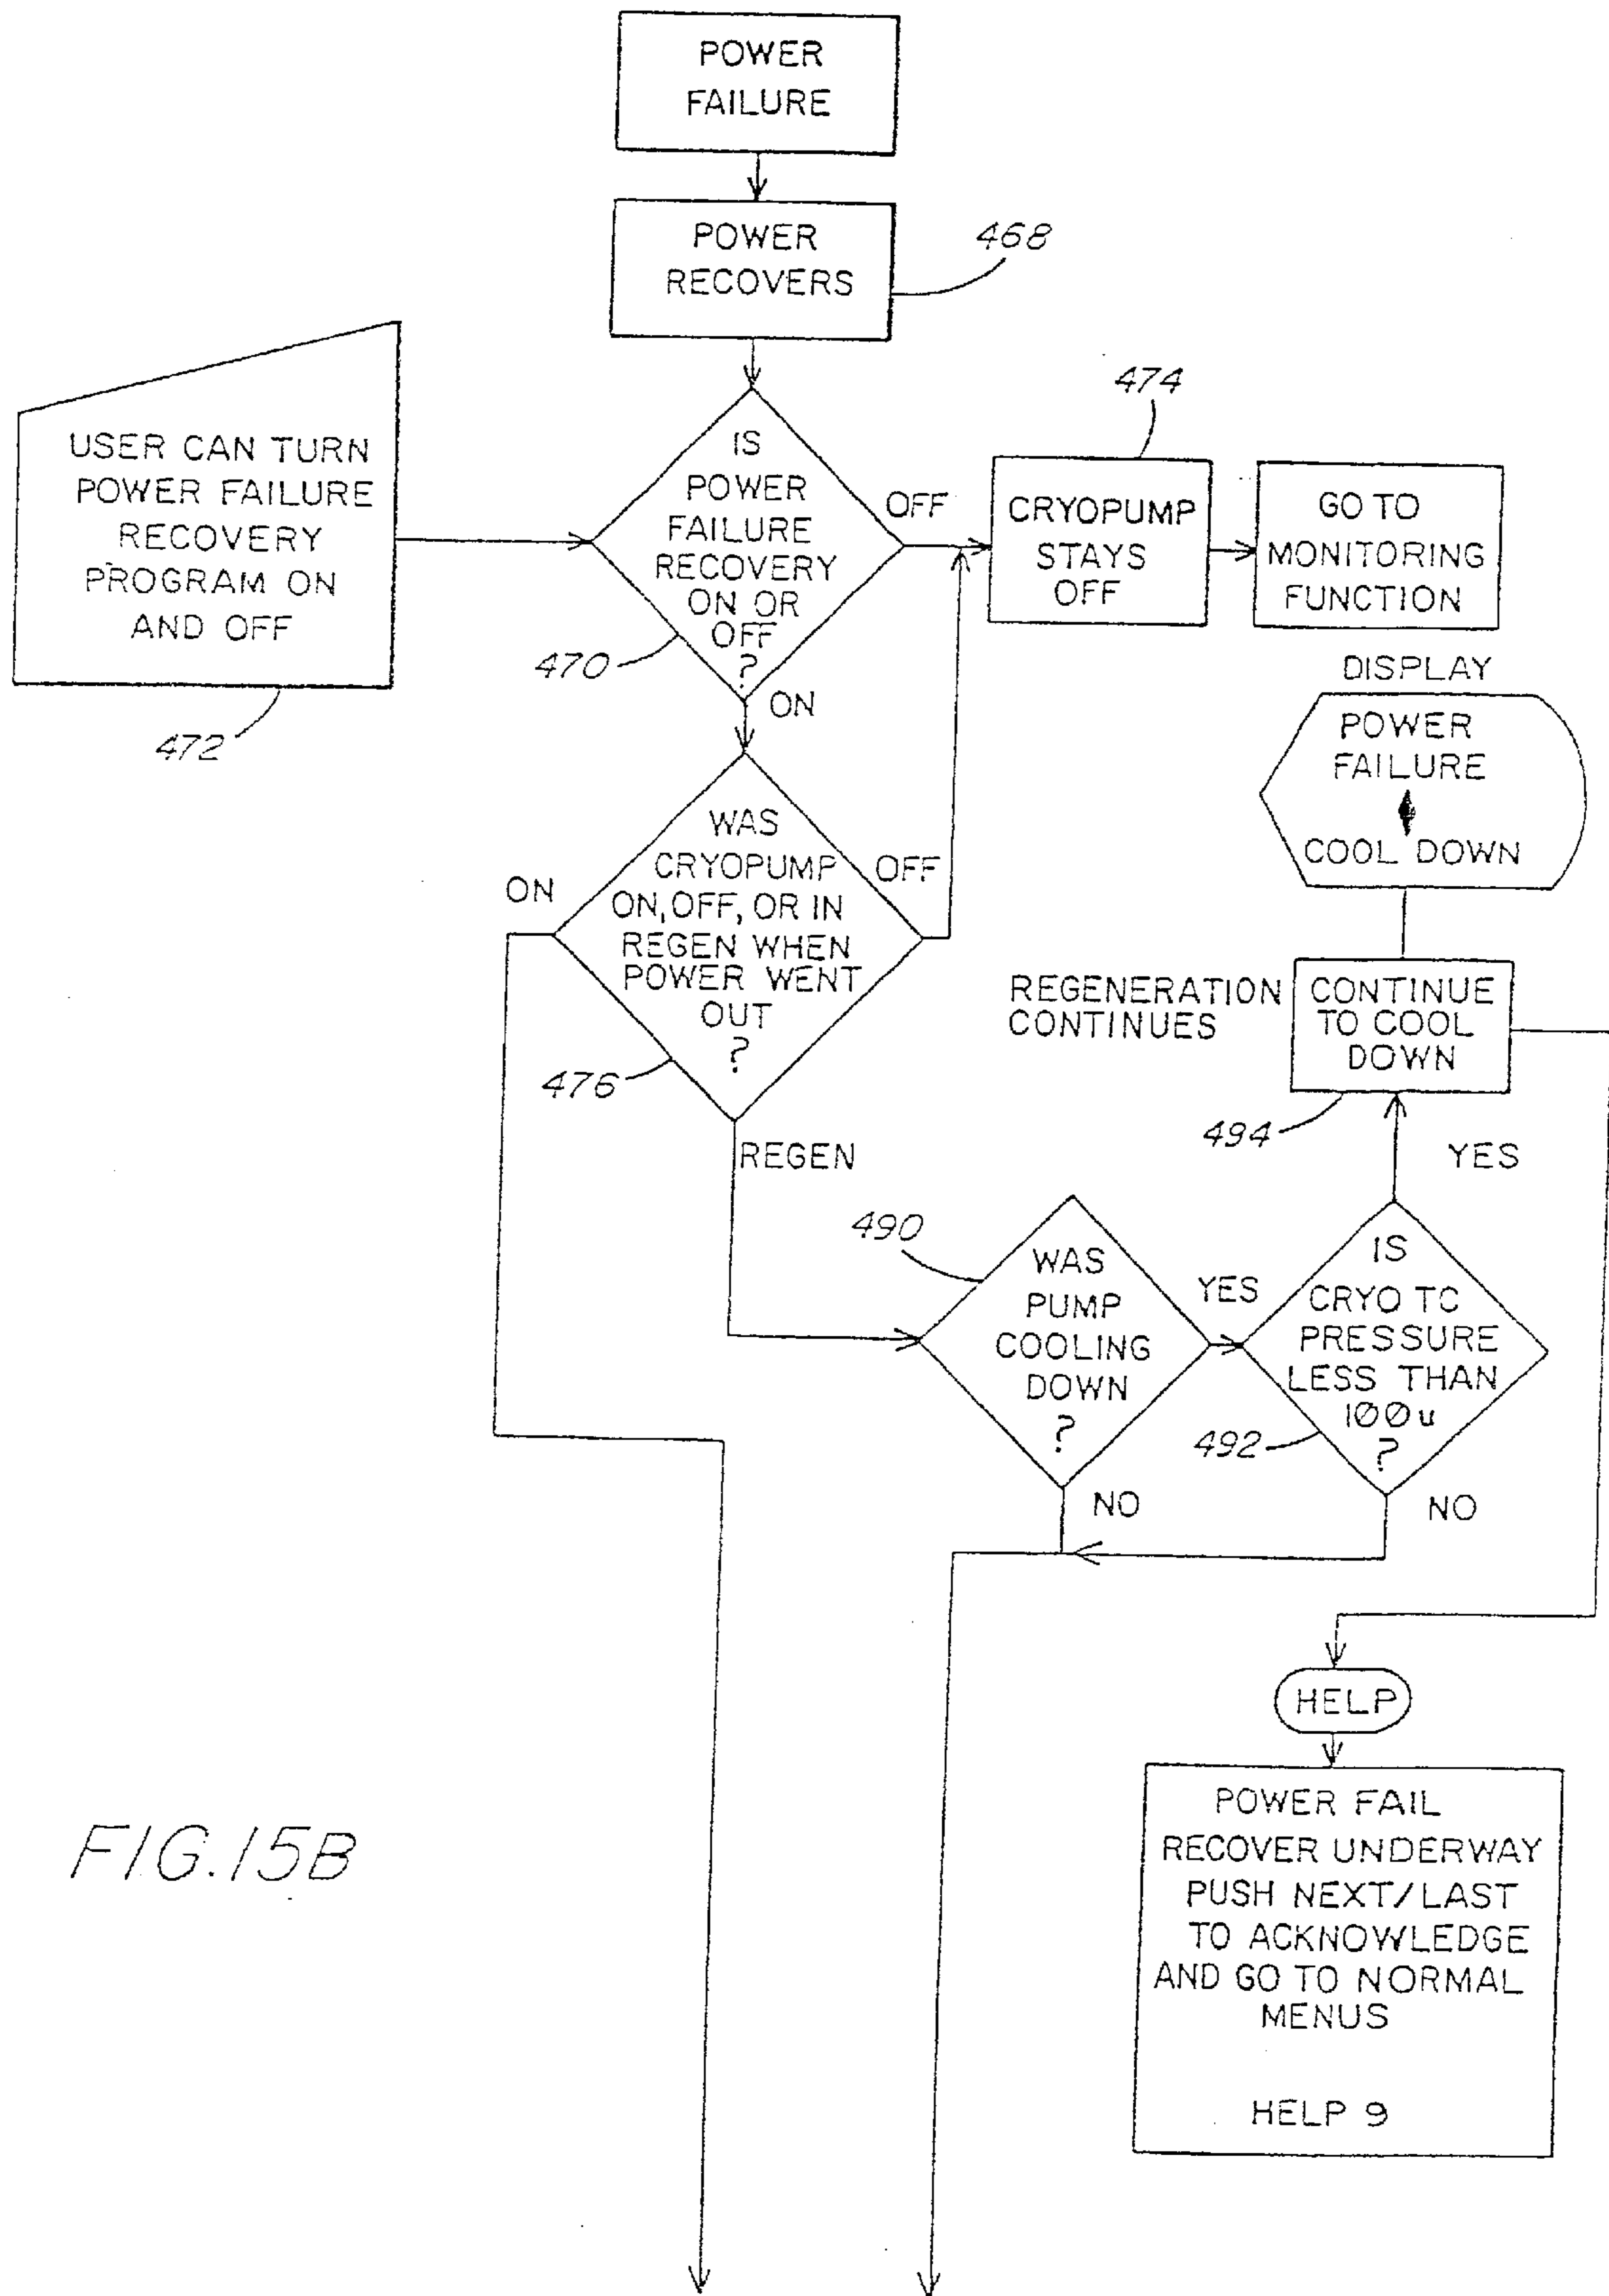 POWER
FAILURE
POWER
RECOVERS
468
USER CAN TURN
POWER FAILURE
RECOVERY
PROGRAM ON
AND OFF
472
IS
POWER
FAILURE
RECOVERY
ON OR
OFF
?
470
OFF
ON
474
CRYOPUMP
STAYS
OFF
GO TO
MONITORING
FUNCTION
WAS
CRYOPUMP
ON, OFF, OR IN
REGEN WHEN
POWER WENT
OUT
?
476
ON
OFF
REGEN
DISPLAY
POWER
FAILURE
COOL DOWN
REGENERATION
CONTINUES
CONTINUE
TO COOL
DOWN
494
YES
490
WAS
PUMP
COOLING
DOWN
?
YES
NO
IS
CRYO TC
PRESSURE
LESS THAN
100u
?
492
NO
HELP
POWER FAIL
RECOVER UNDERWAY
PUSH NEXT/LAST
TO ACKNOWLEDGE
AND GO TO NORMAL
MENUS
HELP 9
FIG.15B